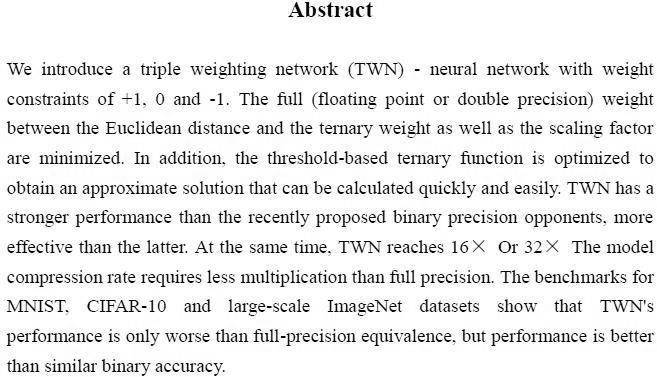 Abstract
We introduce a triple weighting network (TWN) - neural network with weight
constraints of +1, 0 and -1. The full (floating point or double precision) weight
between the Euclidean distance and the ternary weight as well as the scaling factor
are minimized. In addition, the threshold-based ternary function is optimized to
obtain an approximate solution that can be calculated quickly and easily. TWN has a
stronger performance than the recently proposed binary precision opponents, more
effective than the latter. At the same time, TWN reaches 16× Or 32× The model
compression rate requires less multiplication than full precision. The benchmarks for
MNIST, CIFAR-10 and large-scale ImageNet datasets show that TWN's
performance is only worse than full-precision equivalence, but performance is better
than similar binary accuracy.